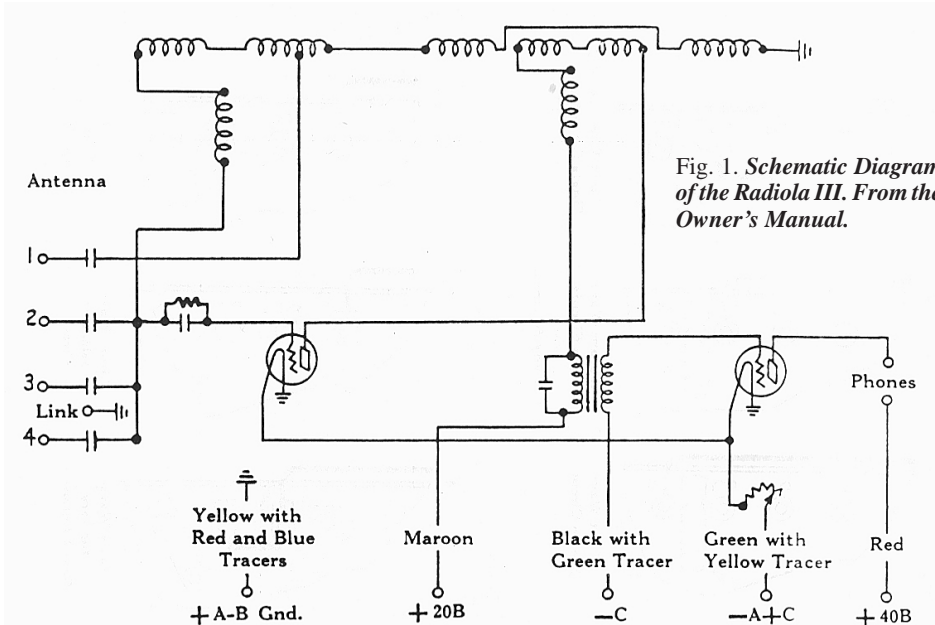 Fig. 1. Schematic Diagram
of the Radiola III. From the
Owner's Manual.
Antenna
1
2
3
Link
4
Phones
Yellow with
Red and Blue
Tracers
Maroon
Black with
Green Tracer
Green with
Yellow Tracer
Red
+A-B Gnd.
+20B
-C
-A+C
+40B